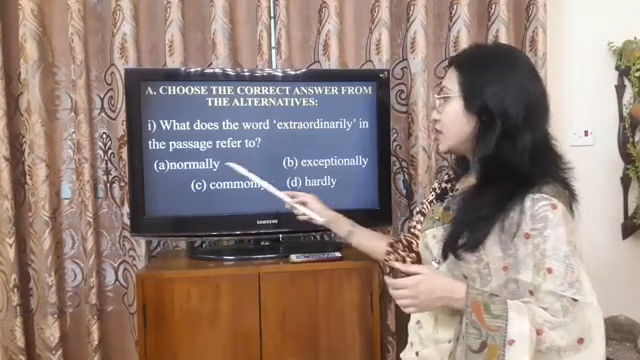 A. CHOOSE THE CORRECT ANSWER FROM
THE ALTERNATIVES:
i) What does the word ‘extraordinarily’ in
the passage refer to?
(a)normally (b) exceptionally
(c) commonly (d) hardly
SAMSUNG